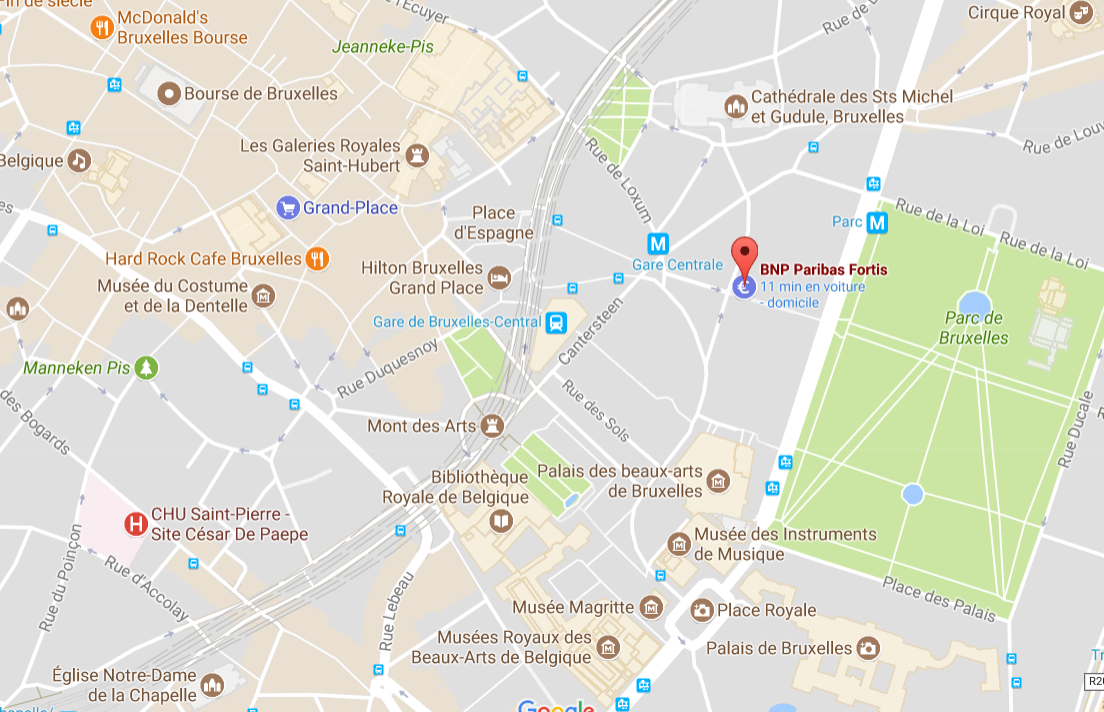 Fin de siècle
McDonald's
Bruxelles Bourse
l'Ecuyer
Rue de
Cirque Royal
Jeanneke-Pis
Bourse de Bruxelles
Cathédrale des Sts Michel
et Gudule, Bruxelles
Rue de Lou
Belgique
Les Galeries Royales
Saint-Hubert
Rue de Loxum
Grand-Place
Place
d'Espagne
Parc
M
Rue de la Loi
Rue de la Loi
M
Gare Centrale
Hard Rock Cafe Bruxelles
Hilton Bruxelles
Grand Place
BNP Paribas Fortis
€
11 min en voiture
- domicile
Musée du Costume
et de la Dentelle
Gare de Bruxelles-Central
Cantersteen
Parc de
Bruxelles
Manneken Pis
Rue Duquesnoy
des Bogards
Rue des Sols
Rue Ducale
Mont des Arts
Bibliothèque
Royale de Belgique
Palais des beaux-arts
de Bruxelles
H
CHU Saint-Pierre -
Site César De Paepe
Musée des Instruments
de Musique
Rue du Poinçon
Rue d'Accolay
Rue Lebeau
Place des Palais
Musée Magritte
Place Royale
Musées Royaux des
Beaux-Arts de Belgique
Palais de Bruxelles
Église Notre-Dame
de la Chapelle
R20
Google